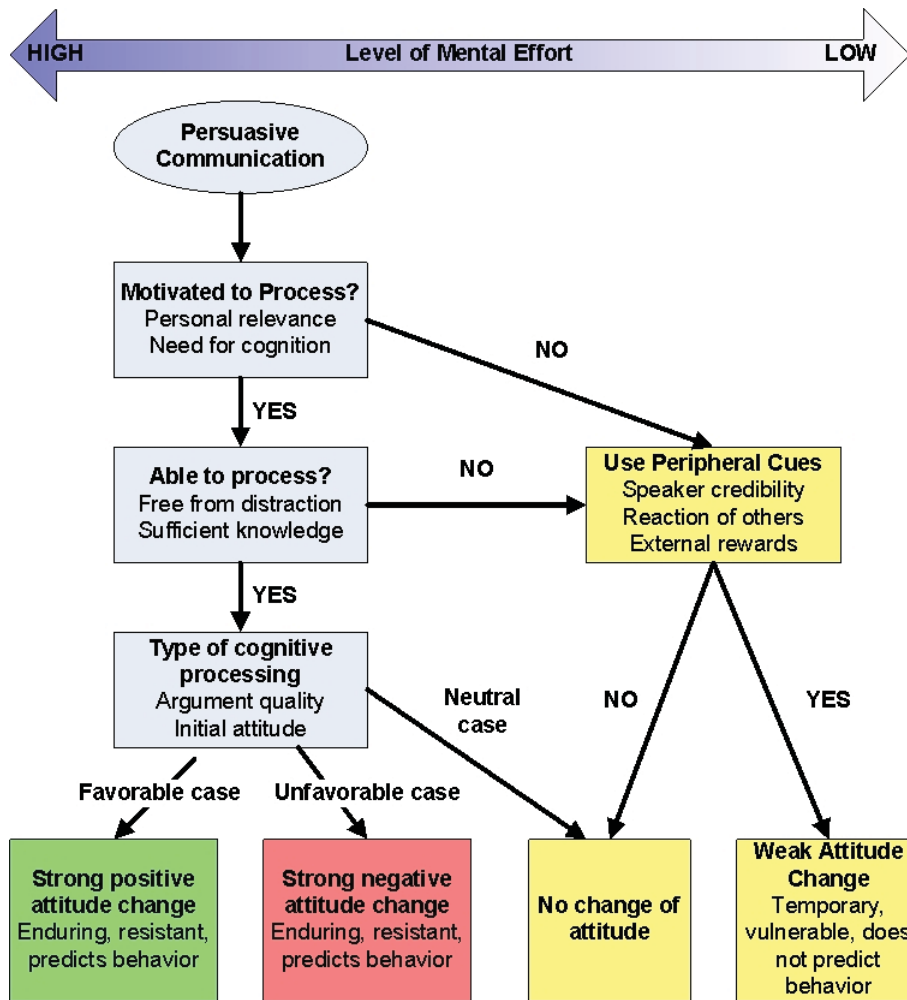 HIGH
Level of Mental Effort
LOW
Persuasive
Communication
Motivated to Process?
Personal relevance
Need for cognition
NO
YES
Able to process?
Free from distraction
Sufficient knowledge
NO
Use Peripheral Cues
Speaker credibility
Reaction of others
External rewards
YES
Type of cognitive
processing
Argument quality
Initial attitude
Neutral
case
NO
YES
Favorable case
Unfavorable case
Strong positive
attitude change
Enduring, resistant,
predicts behavior
Strong negative
attitude change
Enduring, resistant,
predicts behavior
No change of
attitude
Weak Attitude
Change
Temporary,
vulnerable, does
not predict
behavior